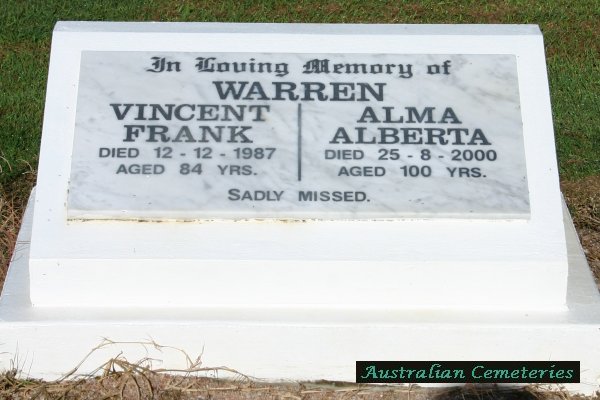 In Loving Memory of
WARREN
VINCENT
FRANK
DIED 12-12-1987
AGED 84 YRS.
ALMA
ALBERTA
DIED 25-8-2000
AGED 100 YRS.
SADLY MISSED.
Australian Cemeteries